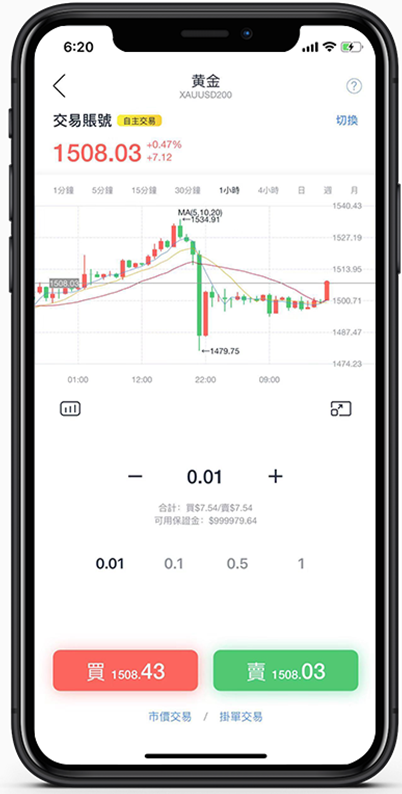 6:20
黄金
XAUUSD200
?
交易賬號 自主交易 切換
1508.03 +0.47%
+7.12
1分鐘 5分鐘 15分鐘 30分鐘 1小時 4小時 日 週 月
1540.43
MA(5,10,20)
←1534.91
1527.19
1513.95
1508.03
1500.71
1487.47
←1479.75
1474.23
01:00 12:00 22:00 09:00
− 0.01 +
合計：買$7.54/賣$7.54
可用保證金：$999979.64
0.01 0.1 0.5 1
買 1508.43 賣 1508.03
市價交易 / 掛單交易